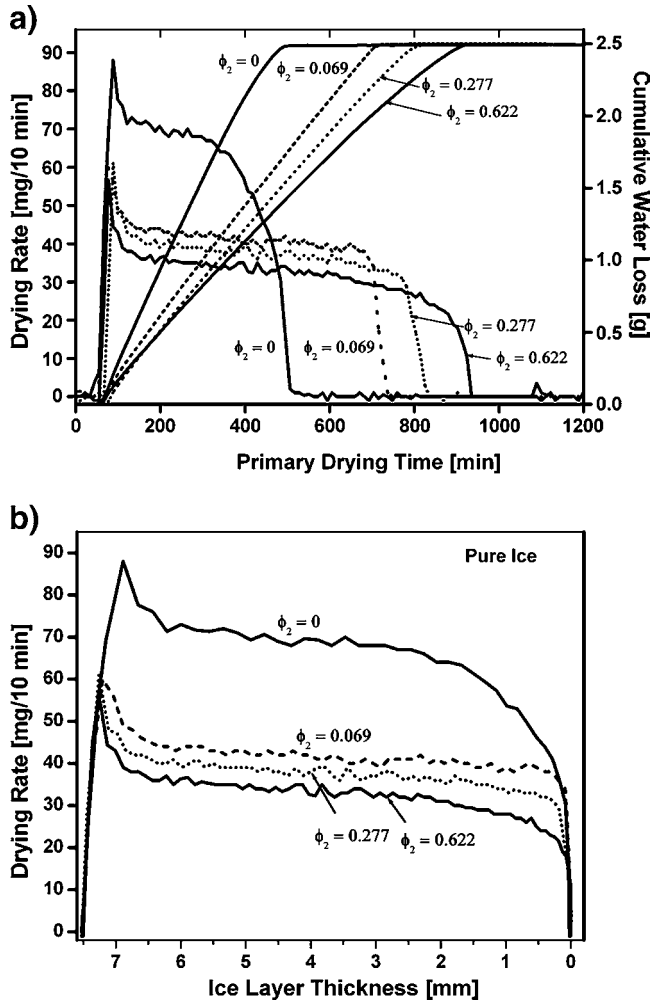 a)
90
80
70
60
50
40
30
20
10
0
Drying Rate [mg/10 min]
ϕ2 = 0
ϕ2 = 0.069
ϕ2 = 0.277
ϕ2 = 0.622
ϕ2 = 0
ϕ2 = 0.069
ϕ2 = 0.277
ϕ2 = 0.622
2.5
2.0
1.5
1.0
0.5
0.0
Cumulative Water Loss [g]
0 200 400 600 800 1000 1200
Primary Drying Time [min]
b)
90
80
70
60
50
40
30
20
10
0
Drying Rate [mg/10 min]
Pure Ice
ϕ2 = 0
ϕ2 = 0.069
ϕ2 = 0.277
ϕ2 = 0.622
7 6 5 4 3 2 1 0
Ice Layer Thickness [mm]